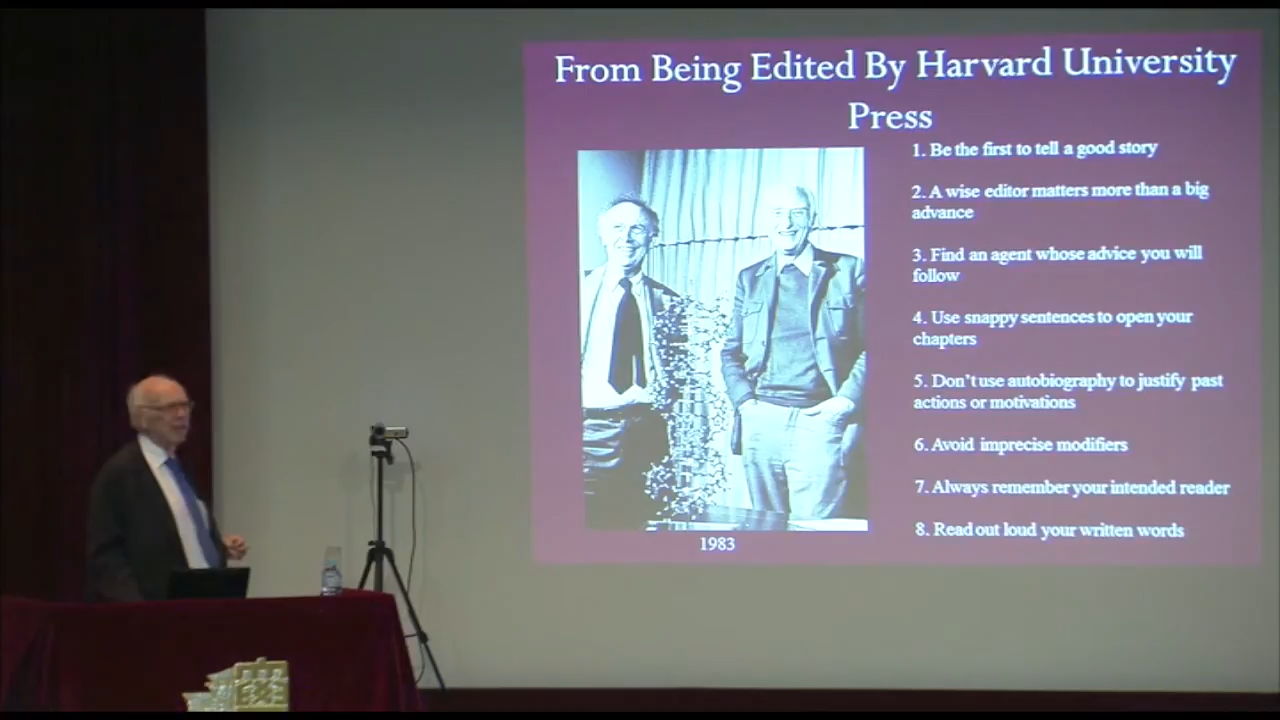 From Being Edited By Harvard University
Press
1. Be the first to tell a good story
2. A wise editor matters more than a big
advance
3. Find an agent whose advice you will
follow
4. Use snappy sentences to open your
chapters
5. Don't use autobiography to justify past
actions or motivations
6. Avoid imprecise modifiers
7. Always remember your intended reader
8. Read out loud your written words
1983